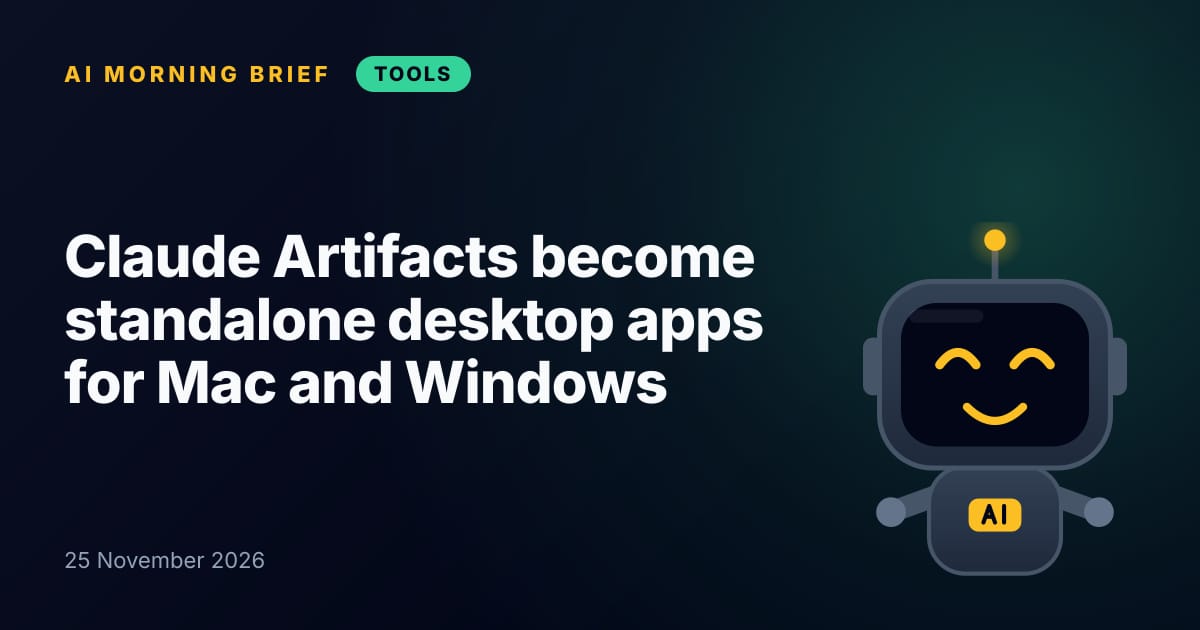 AI MORNING BRIEF
TOOLS
Claude Artifacts become
standalone desktop apps
for Mac and Windows
AI
25 November 2026